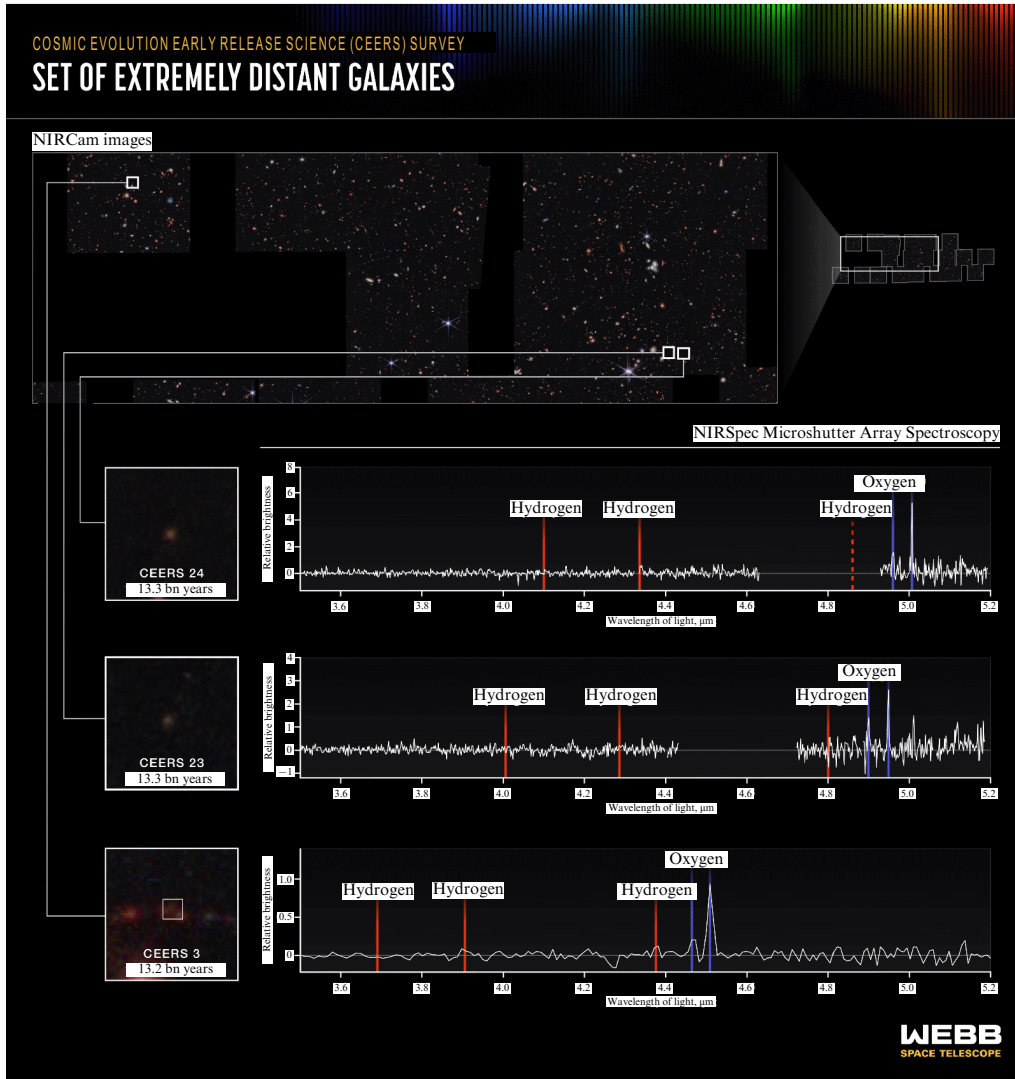 COSMIC EVOLUTION EARLY RELEASE SCIENCE (CEERS) SURVEY
SET OF EXTREMELY DISTANT GALAXIES
NIRCam images
NIRSpec Microshutter Array Spectroscopy
CEERS 24
13.3 bn years
Relative brightness
8
6
4
2
0
Hydrogen
Hydrogen
Hydrogen
Oxygen
3.6
3.8
4.0
4.2
4.4
4.6
4.8
5.0
5.2
Wavelength of light, μm
CEERS 23
13.3 bn years
Relative brightness
4
3
2
1
0
−1
Hydrogen
Hydrogen
Hydrogen
Oxygen
3.6
3.8
4.0
4.2
4.4
4.6
4.8
5.0
5.2
Wavelength of light, μm
CEERS 3
13.2 bn years
Relative brightness
1.0
0.5
0
Hydrogen
Hydrogen
Hydrogen
Oxygen
3.6
3.8
4.0
4.2
4.4
4.6
4.8
5.0
5.2
Wavelength of light, μm
WEBB
SPACE TELESCOPE